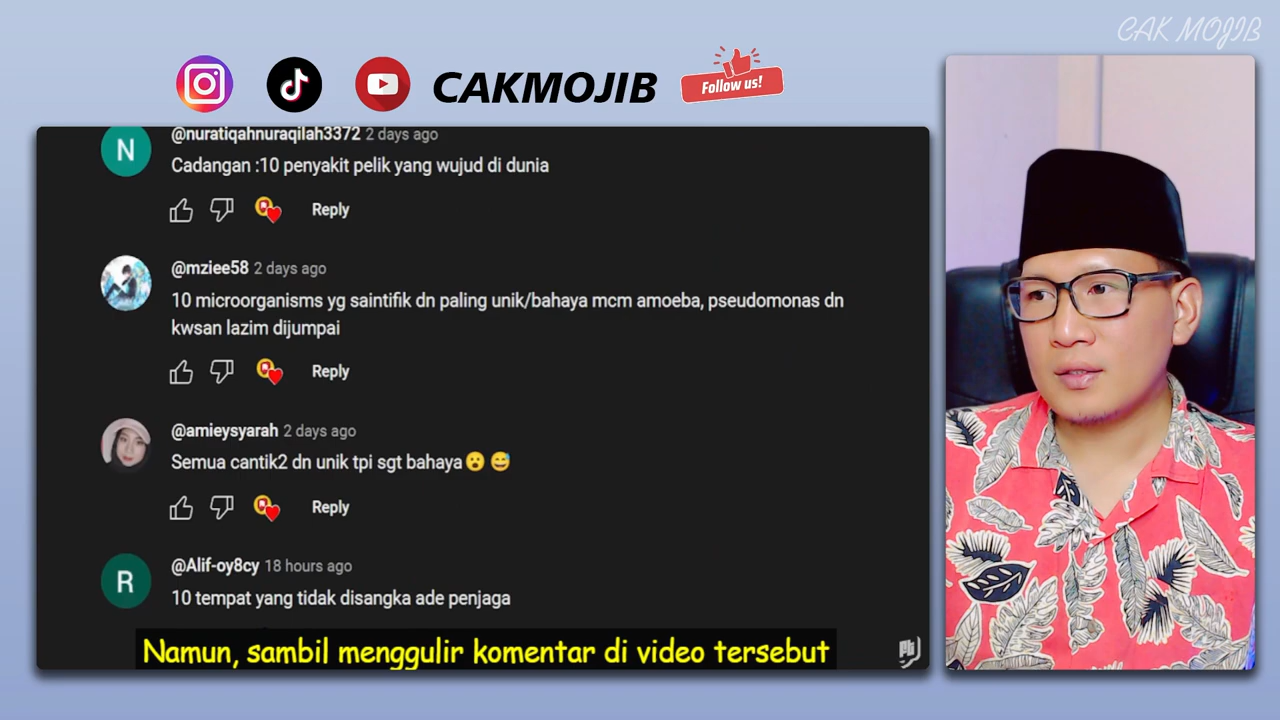 CAK MOJIB
CAKMOJIB
Follow us!
N
@nuratiqahnuraqilah3372 2 days ago
Cadangan :10 penyakit pelik yang wujud di dunia
Reply
@mziee58 2 days ago
10 microorganisms yg saintifik dn paling unik/bahaya mcm amoeba, pseudomonas dn
kwsan lazim dijumpai
Reply
@amieysyarah 2 days ago
Semua cantik2 dn unik tpi sgt bahaya😮 😅
Reply
R
@Alif-oy8cy 18 hours ago
10 tempat yang tidak disangka ade penjaga
Namun, sambil menggulir komentar di video tersebut